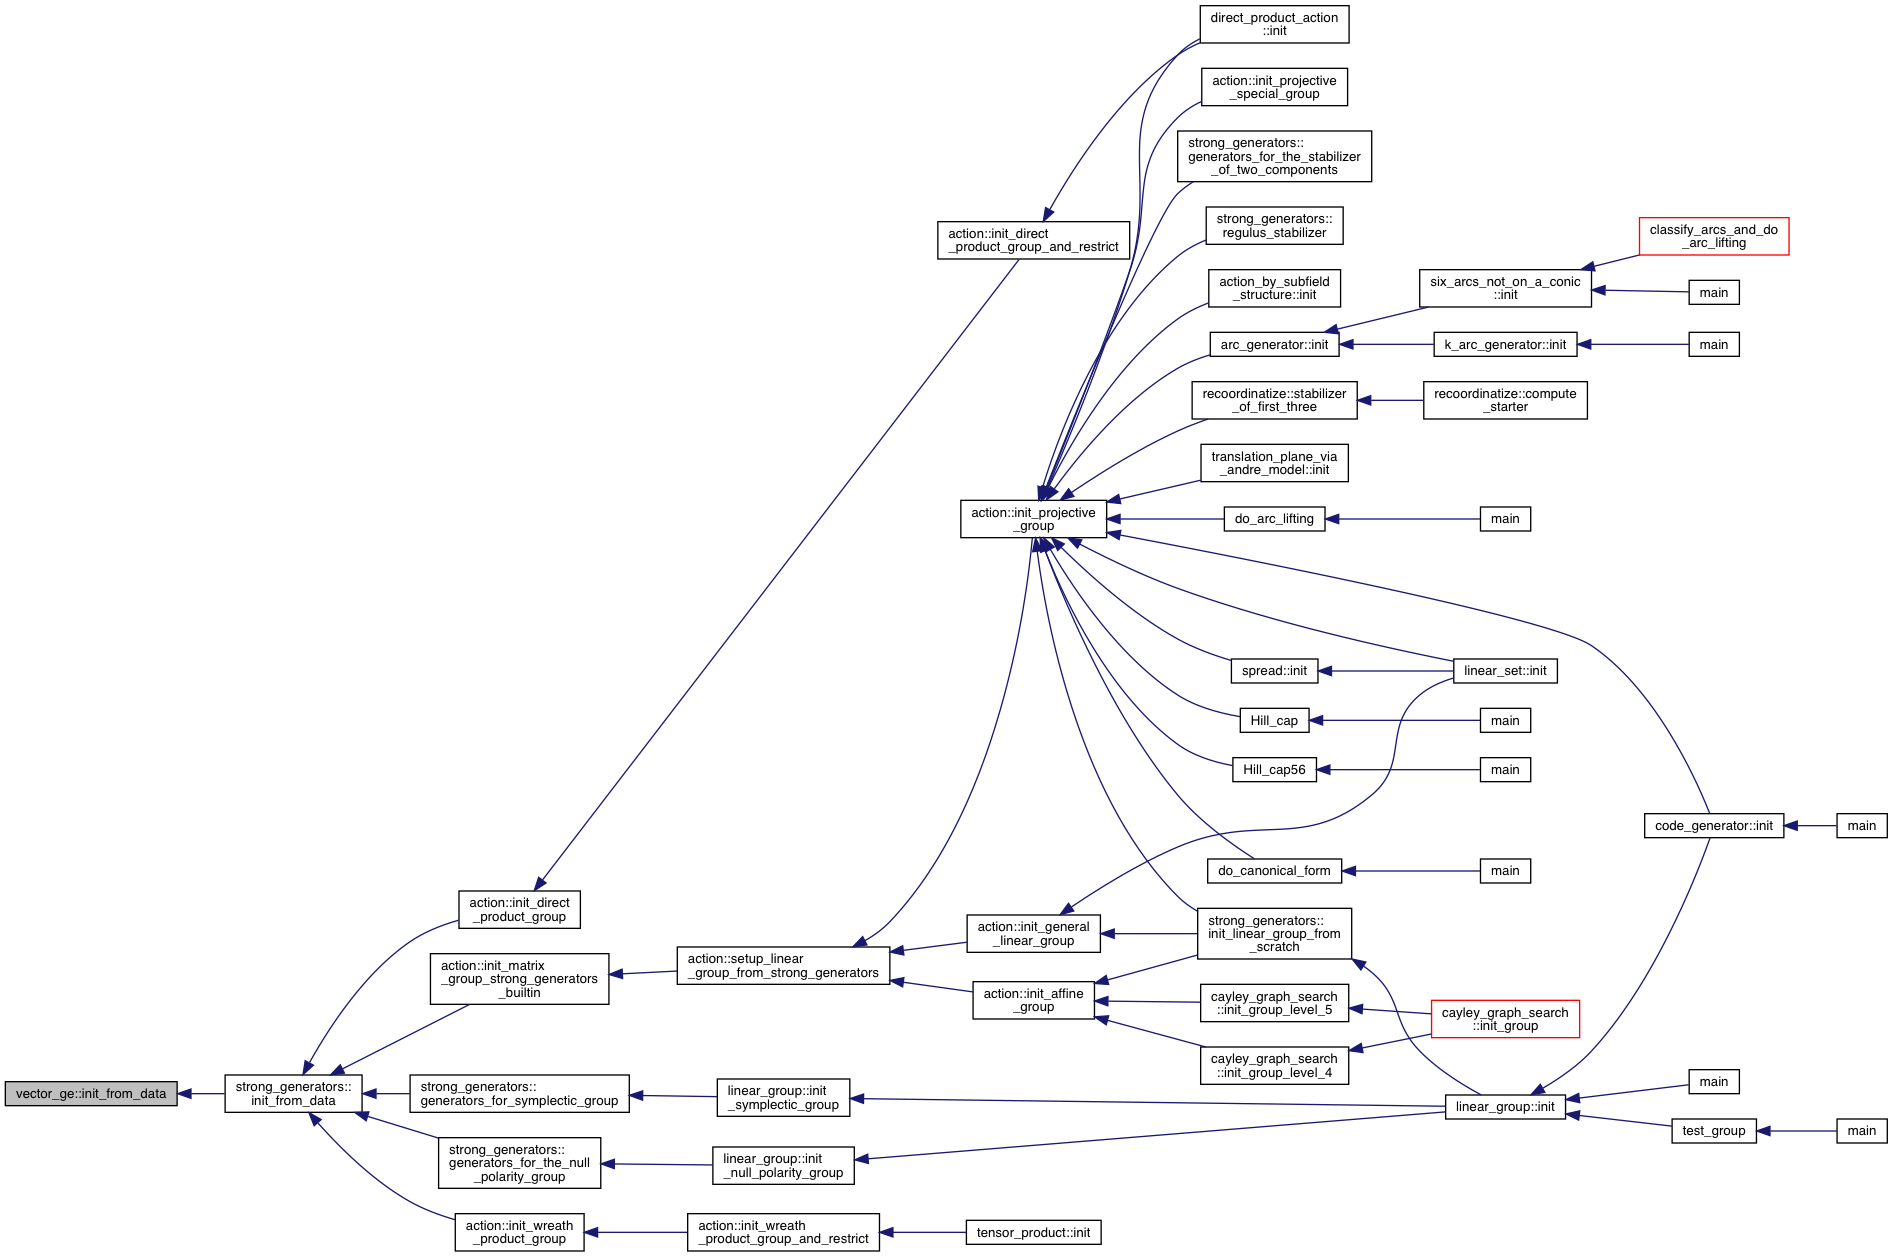 direct_product_action
::init
action::init_projective
_special_group
strong_generators::
generators_for_the_stabilizer
_of_two_components
strong_generators::
regulus_stabilizer
action::init_direct
_product_group_and_restrict
classify_arcs_and_do
_arc_lifting
action_by_subfield
_structure::init
six_arcs_not_on_a_conic
::init
main
arc_generator::init
k_arc_generator::init
main
recoordinatize::stabilizer
_of_first_three
recoordinatize::compute
_starter
translation_plane_via
_andre_model::init
action::init_projective
_group
do_arc_lifting
main
spread::init
linear_set::init
Hill_cap
main
Hill_cap56
main
code_generator::init
main
do_canonical_form
main
action::init_direct
_product_group
action::init_general
_linear_group
strong_generators::
init_linear_group_from
_scratch
action::init_matrix
_group_strong_generators
_builtin
action::setup_linear
_group_from_strong_generators
action::init_affine
_group
cayley_graph_search
::init_group_level_5
cayley_graph_search
::init_group
cayley_graph_search
::init_group_level_4
vector_ge::init_from_data
strong_generators::
init_from_data
strong_generators::
generators_for_symplectic_group
linear_group::init
_symplectic_group
linear_group::init
main
test_group
main
strong_generators::
generators_for_the_null
_polarity_group
linear_group::init
_null_polarity_group
action::init_wreath
_product_group
action::init_wreath
_product_group_and_restrict
tensor_product::init